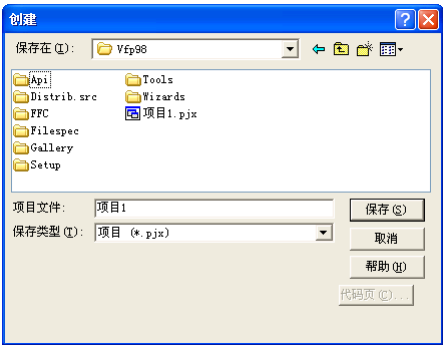 创建
保存在(I): Vfp98
Api
Distrib.src
FFC
Filespec
Gallery
Setup
Tools
Wizards
项目1.pjx
项目文件: 项目1
保存类型(T): 项目 (*.pjx)
保存(S)
取消
帮助(H)
代码页(C)...